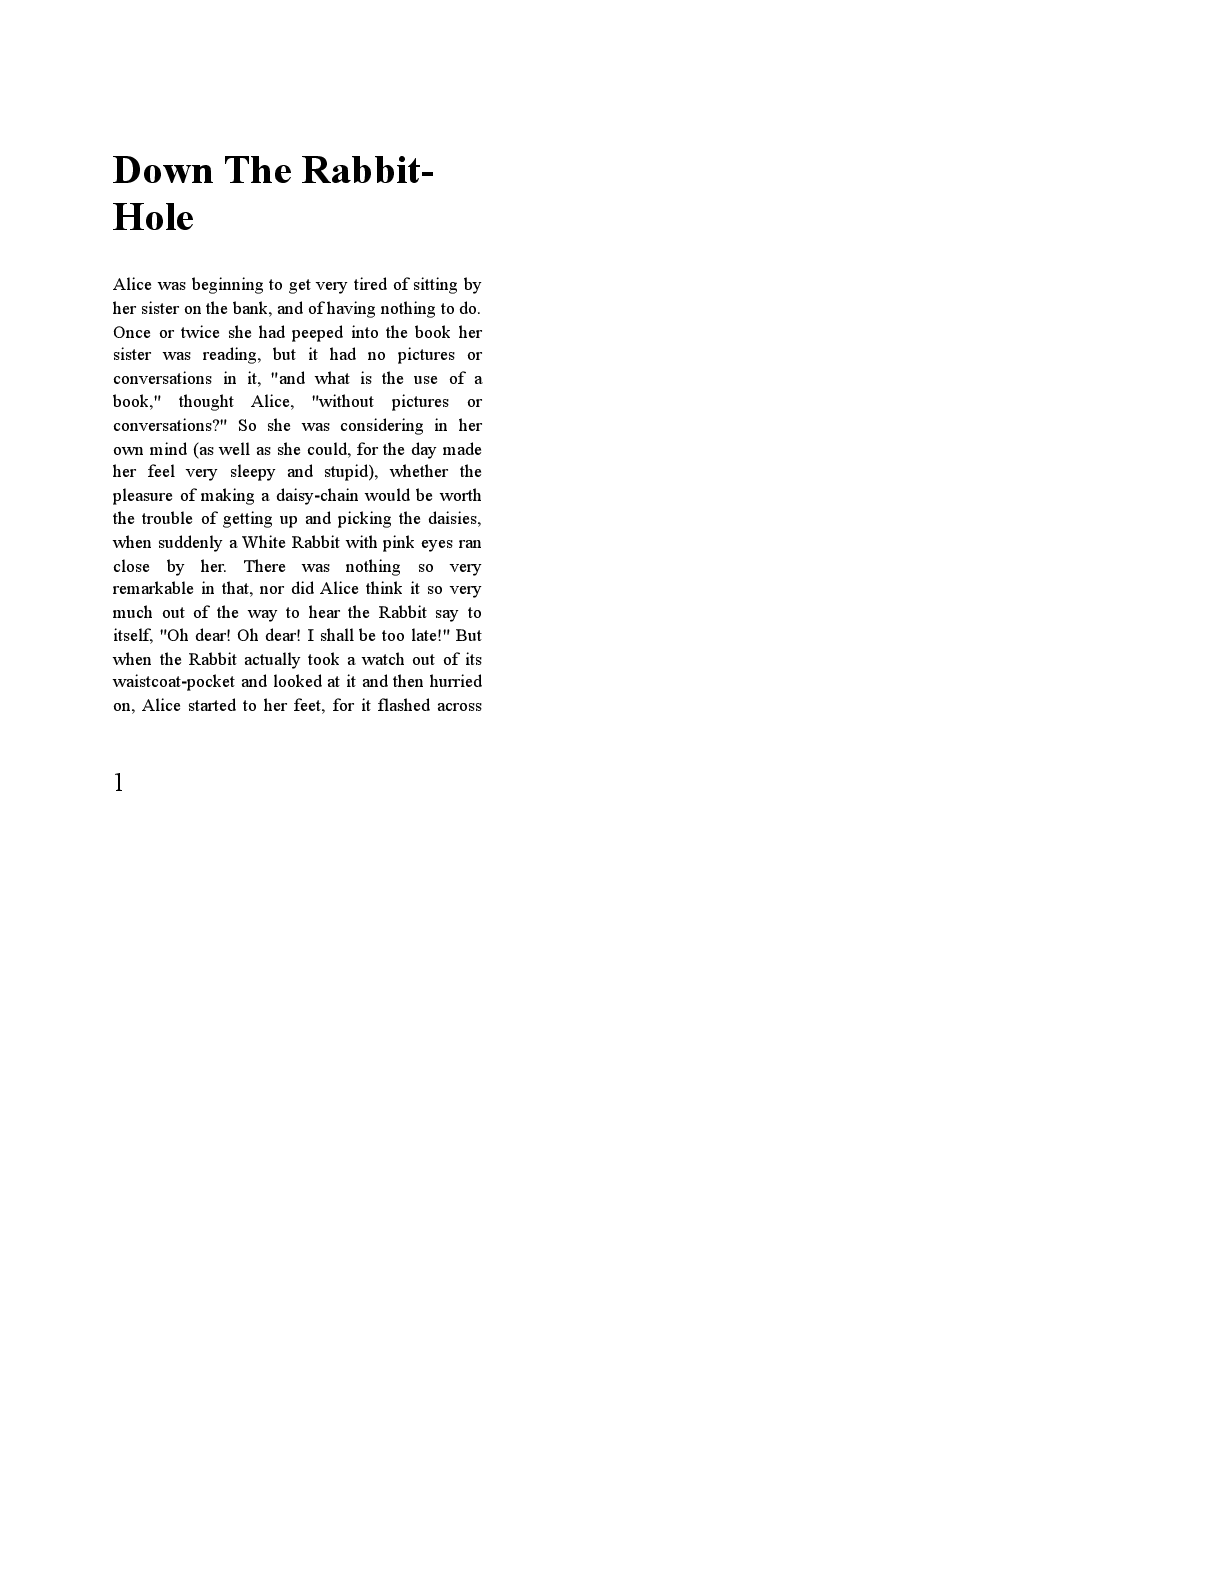 Down The Rabbit-
Hole
Alice was beginning to get very tired of sitting by
her sister on the bank, and of having nothing to do.
Once or twice she had peeped into the book her
sister was reading, but it had no pictures or
conversations in it, "and what is the use of a
book," thought Alice, "without pictures or
conversations?" So she was considering in her
own mind (as well as she could, for the day made
her feel very sleepy and stupid), whether the
pleasure of making a daisy-chain would be worth
the trouble of getting up and picking the daisies,
when suddenly a White Rabbit with pink eyes ran
close by her. There was nothing so very
remarkable in that, nor did Alice think it so very
much out of the way to hear the Rabbit say to
itself, "Oh dear! Oh dear! I shall be too late!" But
when the Rabbit actually took a watch out of its
waistcoat-pocket and looked at it and then hurried
on, Alice started to her feet, for it flashed across
1